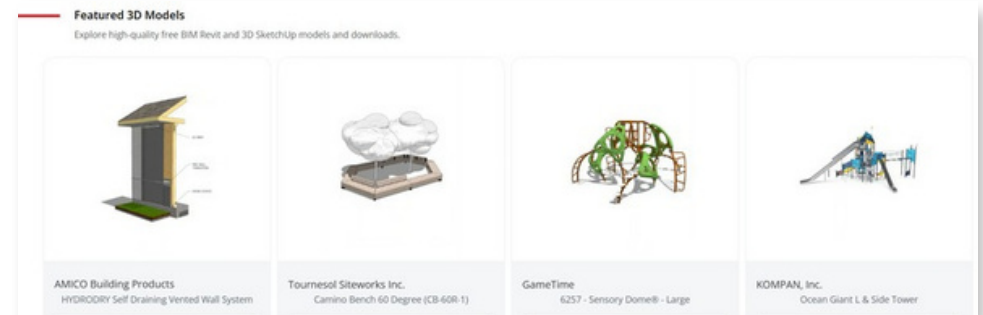 Featured 3D Models
Explore high-quality free BIM Revit and 3D SketchUp models and downloads.
AMICO Building Products
HYDRODRY Self Draining Vented Wall System
Tournesol Siteworks Inc.
Camino Bench 60 Degree (CB-60R-1)
GameTime
6257 - Sensory Dome® - Large
KOMPAN, Inc.
Ocean Giant L & Side Tower